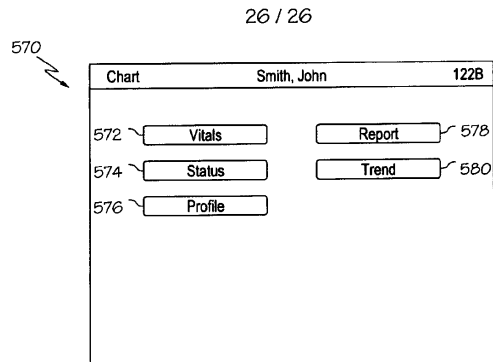 26 / 26
570
Chart Smith, John 122B
572 Vitals Report 578
574 Status Trend 580
576 Profile